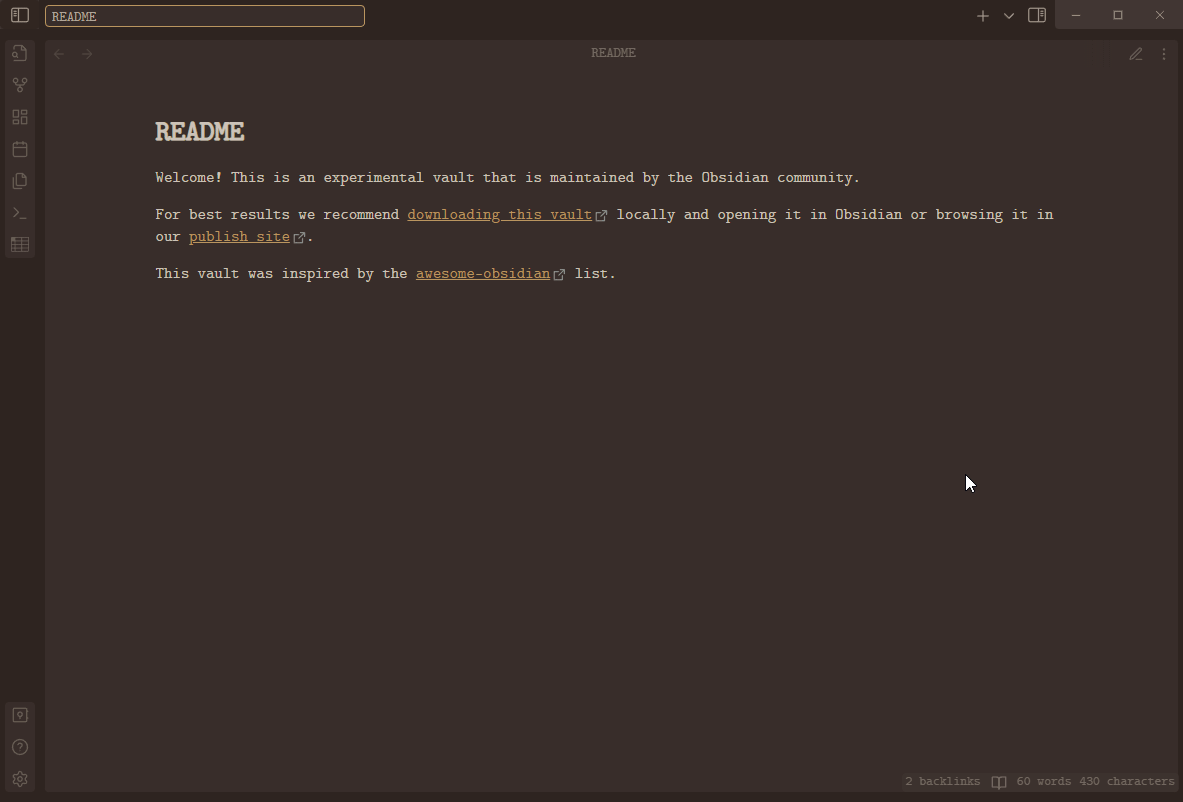 README
README
README
Welcome! This is an experimental vault that is maintained by the Obsidian community.
For best results we recommend downloading this vault locally and opening it in Obsidian or browsing it in
our publish site.
This vault was inspired by the awesome-obsidian list.
2 backlinks 60 words 430 characters